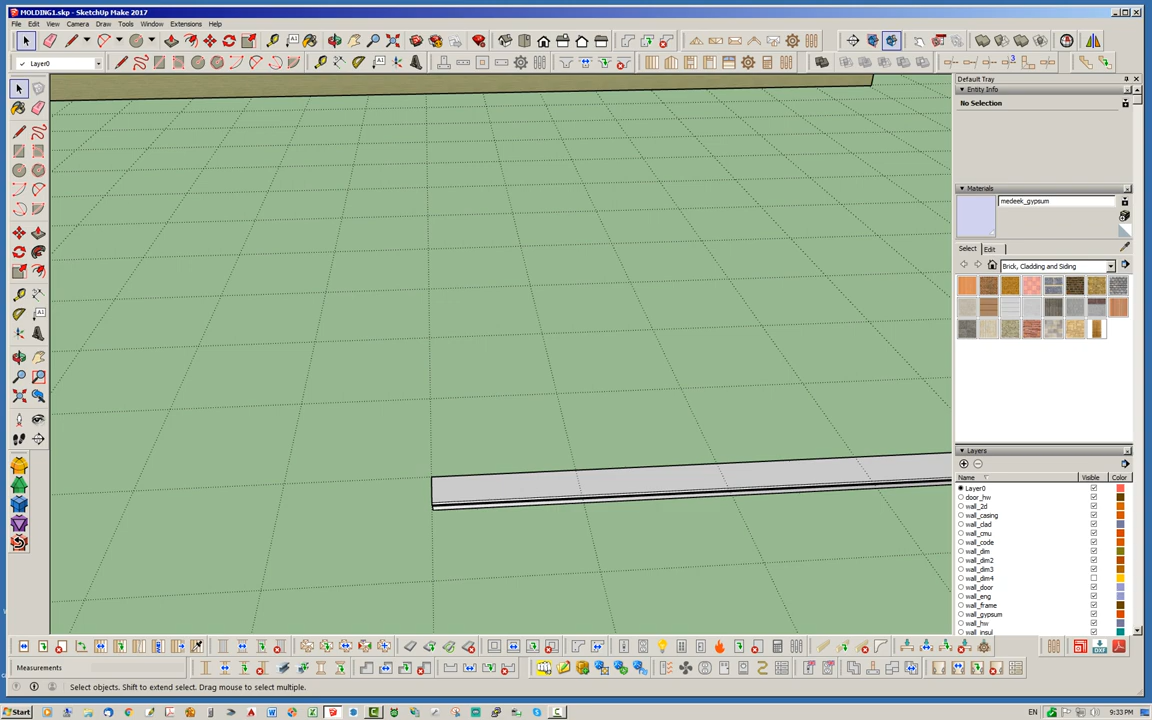 MOLDING1.skp - SketchUp Make 2017
File Edit View Camera Draw Tools Window Extensions Help
Layer0
Default Tray
Entity Info
No Selection
Materials
medeek_gypsum
Select Edit
Brick, Cladding and Siding
Layers
Name Visible Color
Layer0
door_hw
wall_2d
wall_casing
wall_clad
wall_cmu
wall_code
wall_dim
wall_dim2
wall_dim3
wall_dim4
wall_door
wall_eng
wall_frame
wall_gypsum
wall_hw
wall_insul
Measurements
Select objects. Shift to extend select. Drag mouse to select multiple.
Start
EN
9:33 PM